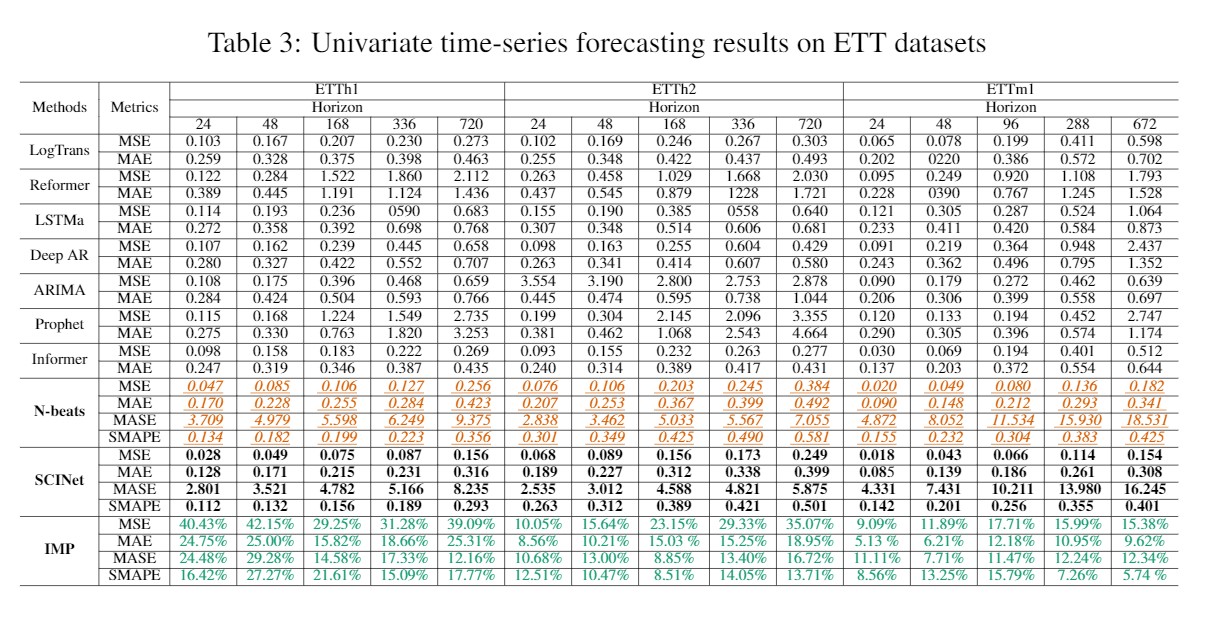 Table 3: Univariate time-series forecasting results on ETT datasets
Methods Metrics ETTh1 ETTh2 ETTm1
Horizon Horizon Horizon
24 48 168 336 720 24 48 168 336 720 24 48 96 288 672
LogTrans MSE 0.103 0.167 0.207 0.230 0.273 0.102 0.169 0.246 0.267 0.303 0.065 0.078 0.199 0.411 0.598
MAE 0.259 0.328 0.375 0.398 0.463 0.255 0.348 0.422 0.437 0.493 0.202 0220 0.386 0.572 0.702
Reformer MSE 0.122 0.284 1.522 1.860 2.112 0.263 0.458 1.029 1.668 2.030 0.095 0.249 0.920 1.108 1.793
MAE 0.389 0.445 1.191 1.124 1.436 0.437 0.545 0.879 1228 1.721 0.228 0390 0.767 1.245 1.528
LSTMa MSE 0.114 0.193 0.236 0590 0.683 0.155 0.190 0.385 0558 0.640 0.121 0.305 0.287 0.524 1.064
MAE 0.272 0.358 0.392 0.698 0.768 0.307 0.348 0.514 0.606 0.681 0.233 0.411 0.420 0.584 0.873
Deep AR MSE 0.107 0.162 0.239 0.445 0.658 0.098 0.163 0.255 0.604 0.429 0.091 0.219 0.364 0.948 2.437
MAE 0.280 0.327 0.422 0.552 0.707 0.263 0.341 0.414 0.607 0.580 0.243 0.362 0.496 0.795 1.352
ARIMA MSE 0.108 0.175 0.396 0.468 0.659 3.554 3.190 2.800 2.753 2.878 0.090 0.179 0.272 0.462 0.639
MAE 0.284 0.424 0.504 0.593 0.766 0.445 0.474 0.595 0.738 1.044 0.206 0.306 0.399 0.558 0.697
Prophet MSE 0.115 0.168 1.224 1.549 2.735 0.199 0.304 2.145 2.096 3.355 0.120 0.133 0.194 0.452 2.747
MAE 0.275 0.330 0.763 1.820 3.253 0.381 0.462 1.068 2.543 4.664 0.290 0.305 0.396 0.574 1.174
Informer MSE 0.098 0.158 0.183 0.222 0.269 0.093 0.155 0.232 0.263 0.277 0.030 0.069 0.194 0.401 0.512
MAE 0.247 0.319 0.346 0.387 0.435 0.240 0.314 0.389 0.417 0.431 0.137 0.203 0.372 0.554 0.644
N-beats MSE 0.047 0.085 0.106 0.127 0.256 0.076 0.106 0.203 0.245 0.384 0.020 0.049 0.080 0.136 0.182
MAE 0.170 0.228 0.255 0.284 0.423 0.207 0.253 0.367 0.399 0.492 0.090 0.148 0.212 0.293 0.341
MASE 3.709 4.979 5.598 6.249 9.375 2.838 3.462 5.033 5.567 7.055 4.872 8.052 11.534 15.930 18.531
SMAPE 0.134 0.182 0.199 0.223 0.356 0.301 0.349 0.425 0.490 0.581 0.155 0.232 0.304 0.383 0.425
SCINet MSE 0.028 0.049 0.075 0.087 0.156 0.068 0.089 0.156 0.173 0.249 0.018 0.043 0.066 0.114 0.154
MAE 0.128 0.171 0.215 0.231 0.316 0.189 0.227 0.312 0.338 0.399 0.085 0.139 0.186 0.261 0.308
MASE 2.801 3.521 4.782 5.166 8.235 2.535 3.012 4.588 4.821 5.875 4.331 7.431 10.211 13.980 16.245
SMAPE 0.112 0.132 0.156 0.189 0.293 0.263 0.312 0.389 0.421 0.501 0.142 0.201 0.256 0.355 0.401
IMP MSE 40.43% 42.15% 29.25% 31.28% 39.09% 10.05% 15.64% 23.15% 29.33% 35.07% 9.09% 11.89% 17.71% 15.99% 15.38%
MAE 24.75% 25.00% 15.82% 18.66% 25.31% 8.56% 10.21% 15.03 % 15.25% 18.95% 5.13 % 6.21% 12.18% 10.95% 9.62%
MASE 24.48% 29.28% 14.58% 17.33% 12.16% 10.68% 13.00% 8.85% 13.40% 16.72% 11.11% 7.71% 11.47% 12.24% 12.34%
SMAPE 16.42% 27.27% 21.61% 15.09% 17.77% 12.51% 10.47% 8.51% 14.05% 13.71% 8.56% 13.25% 15.79% 7.26% 5.74 %